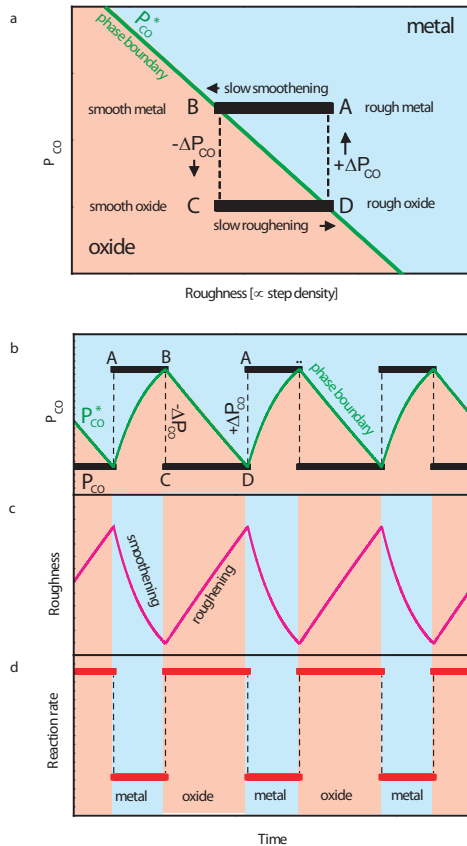 a
P*CO
phase boundary
metal
slow smoothening
smooth metal
B
A
rough metal
-ΔPCO
+ΔPCO
PCO
smooth oxide
C
D
rough oxide
slow roughening
oxide
Roughness [∝ step density]
b
A
B
A
..
phase boundary
P*CO
-ΔPCO
+ΔPCO
PCO
PCO
C
D
c
smoothening
roughening
Roughness
d
Reaction rate
metal
oxide
metal
oxide
metal
Time